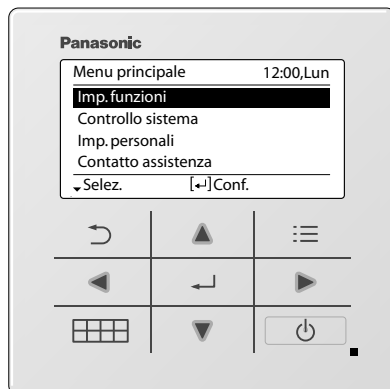 Panasonic
Menu principale 12:00,Lun
Imp. funzioni
Controllo sistema
Imp. personali
Contatto assistenza
Selez. [↵]Conf.